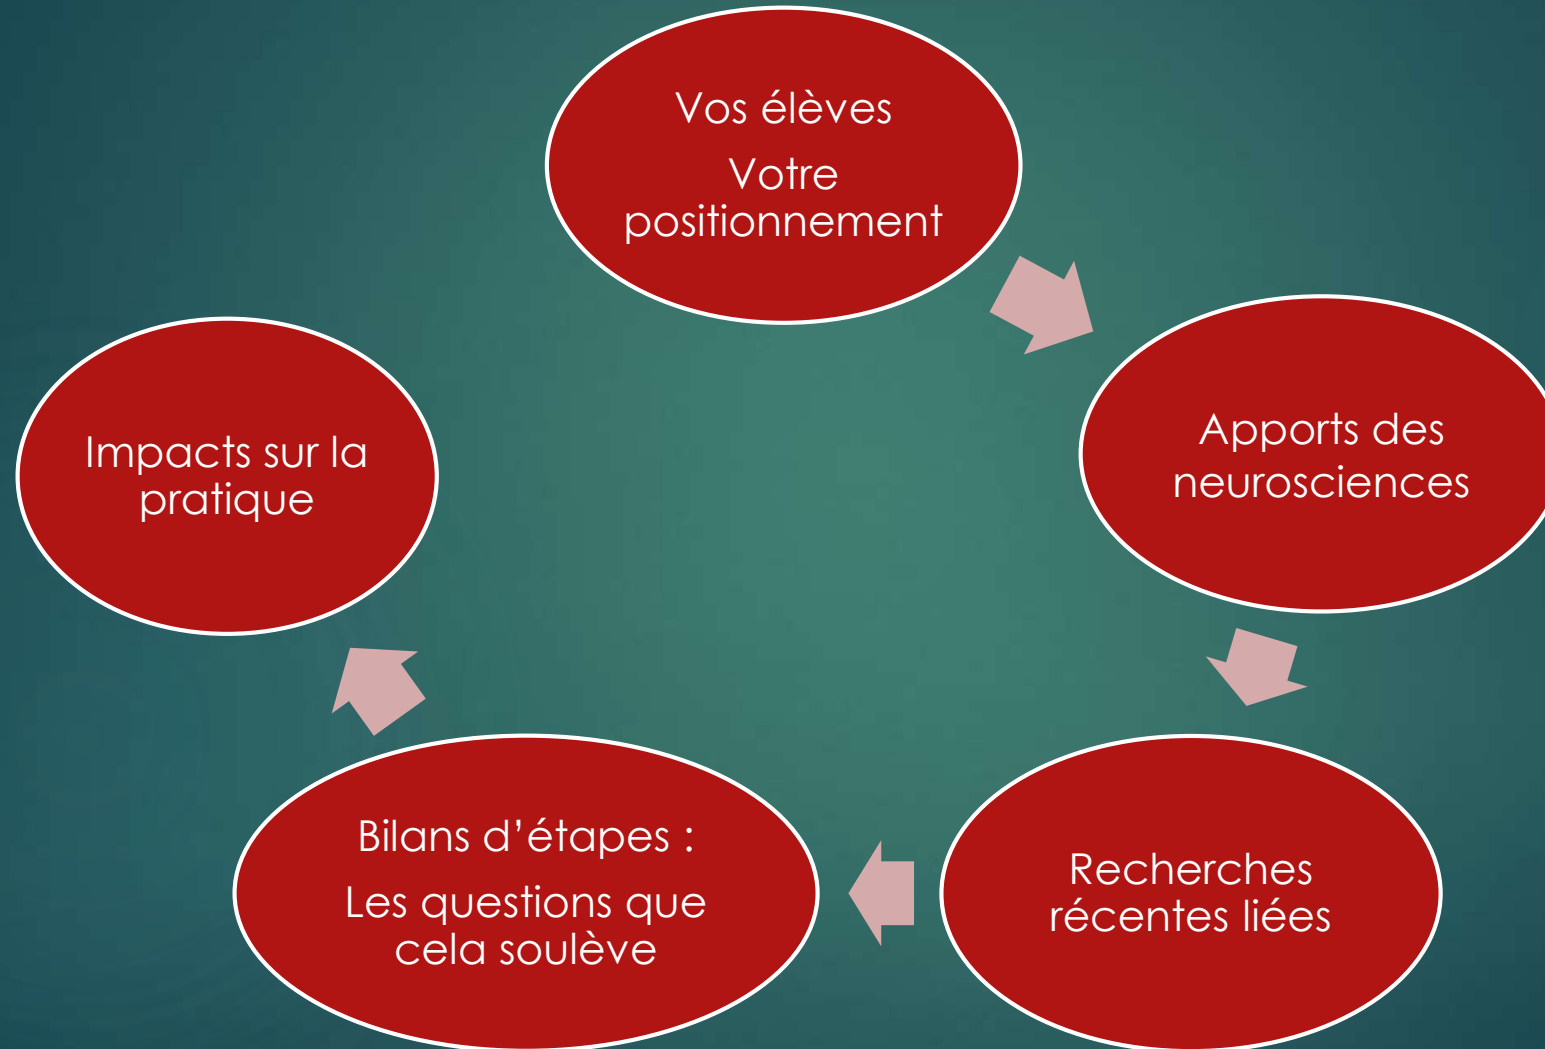 Vos élèves
Votre
positionnement
Apports des
neurosciences
Recherches
récentes liées
Bilans d’étapes :
Les questions que
cela soulève
Impacts sur la
pratique